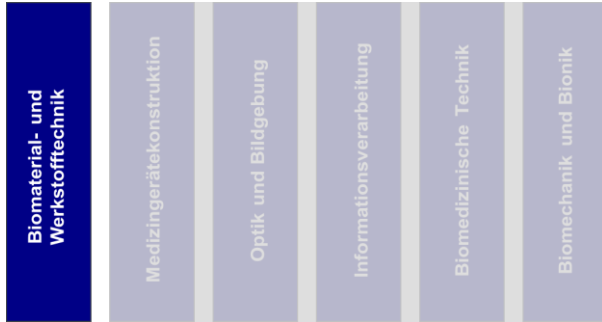 Biomaterial- und
Werkstofftechnik
Medizingerätekonstruktion
Optik und Bildgebung
Informationsverarbeitung
Biomedizinische Technik
Biomechanik und Bionik